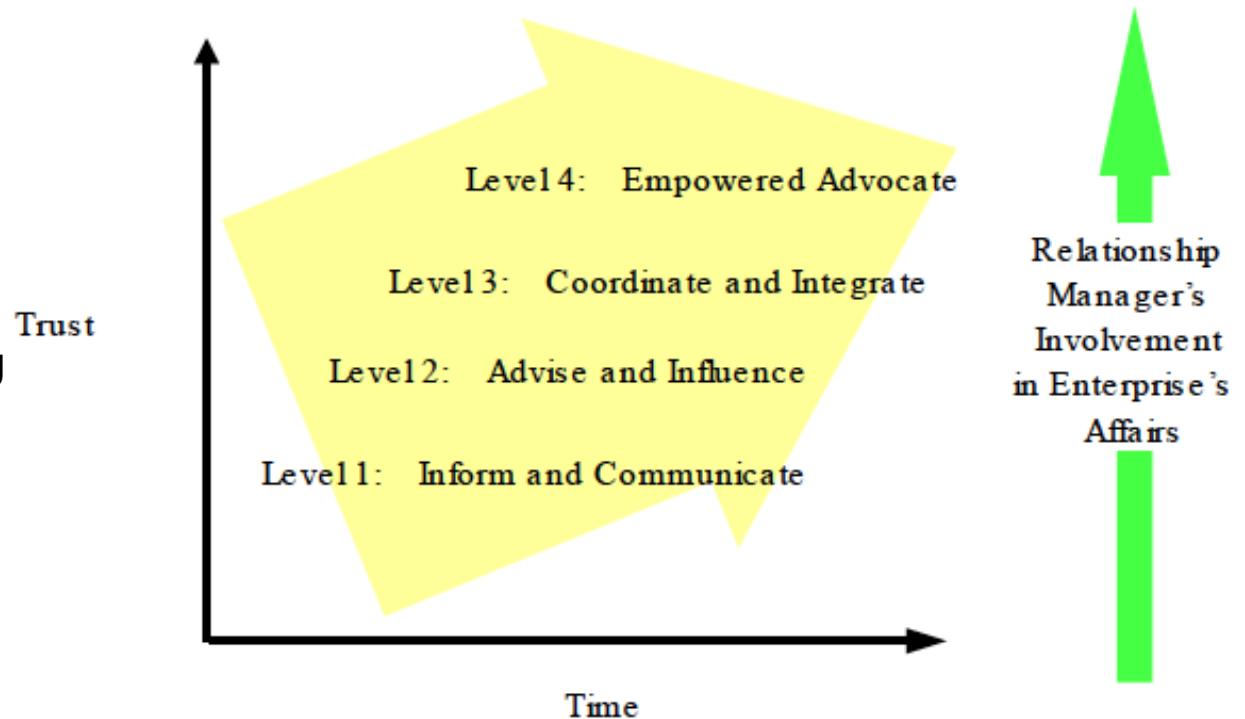 Level 4: Empowered Advocate
Level 3: Coordinate and Integrate
Level 2: Advise and Influence
Level 1: Inform and Communicate
Trust
Time
Relationship
Manager's
Involvement
in Enterprise's
Affairs